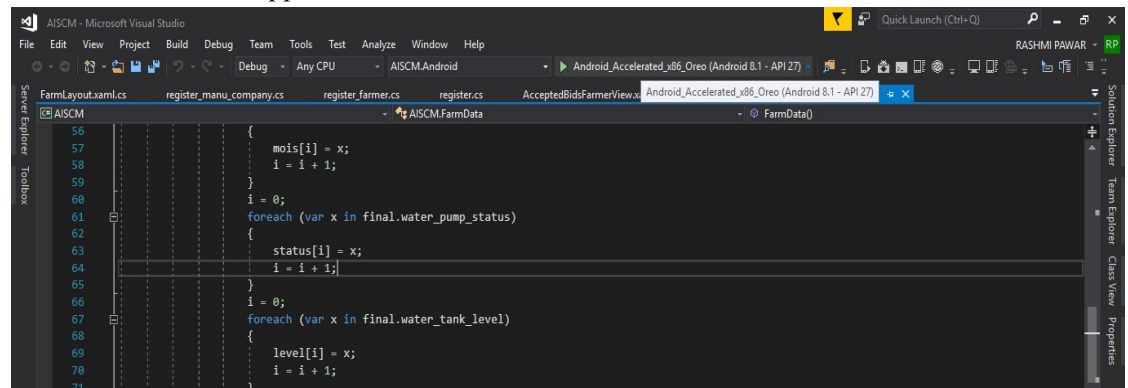 AISCM - Microsoft Visual Studio
Quick Launch (Ctrl+Q)
File Edit View Project Build Debug Team Tools Test Analyze Window Help
RASHMI PAWAR RP
Debug Any CPU AISCM.Android Android_Accelerated_x86_Oreo (Android 8.1 - API 27)
FarmLayout.xaml.cs register_manu_company.cs register_farmer.cs register.cs AcceptedBidsFarmerView.xa
Android_Accelerated_x86_Oreo (Android 8.1 - API 27)
AISCM AISCM.FarmData FarmData()
Server Explorer
Toolbox
56 {
57 mois[i] = x;
58 i = i + 1;
59 }
60 i = 0;
61 foreach (var x in final.water_pump_status)
62 {
63 status[i] = x;
64 i = i + 1;
65 }
66 i = 0;
67 foreach (var x in final.water_tank_level)
68 {
69 level[i] = x;
70 i = i + 1;
71 }
Solution Explorer
Team Explorer
Class View
Properties